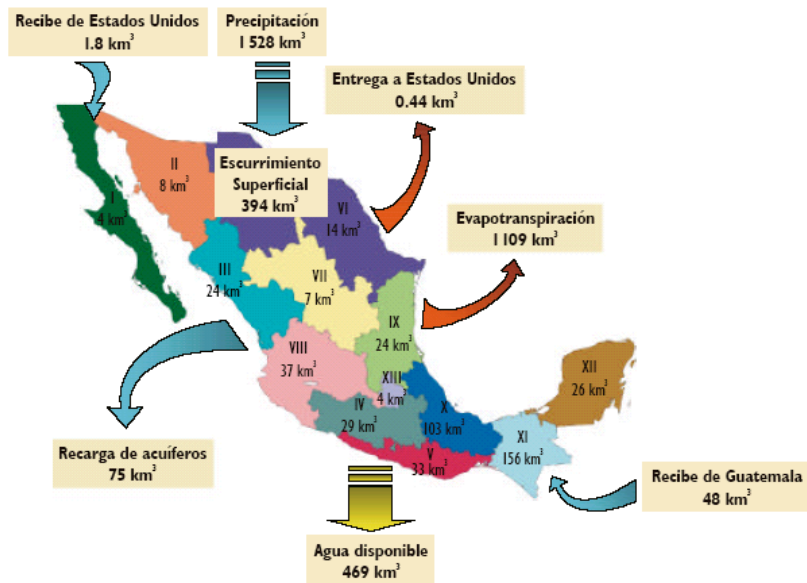 Recibe de Estados Unidos
1.8 km³
Precipitación
1 528 km³
Entrega a Estados Unidos
0.44 km³
Escurrimiento
Superficial
394 km³
Evapotranspiración
1 109 km³
I
4 km³
II
8 km³
III
24 km³
VI
14 km³
VII
7 km³
VIII
37 km³
IX
24 km³
XIII
4 km³
IV
29 km³
X
103 km³
V
33 km³
XI
156 km³
XII
26 km³
Recarga de acuíferos
75 km³
Recibe de Guatemala
48 km³
Agua disponible
469 km³